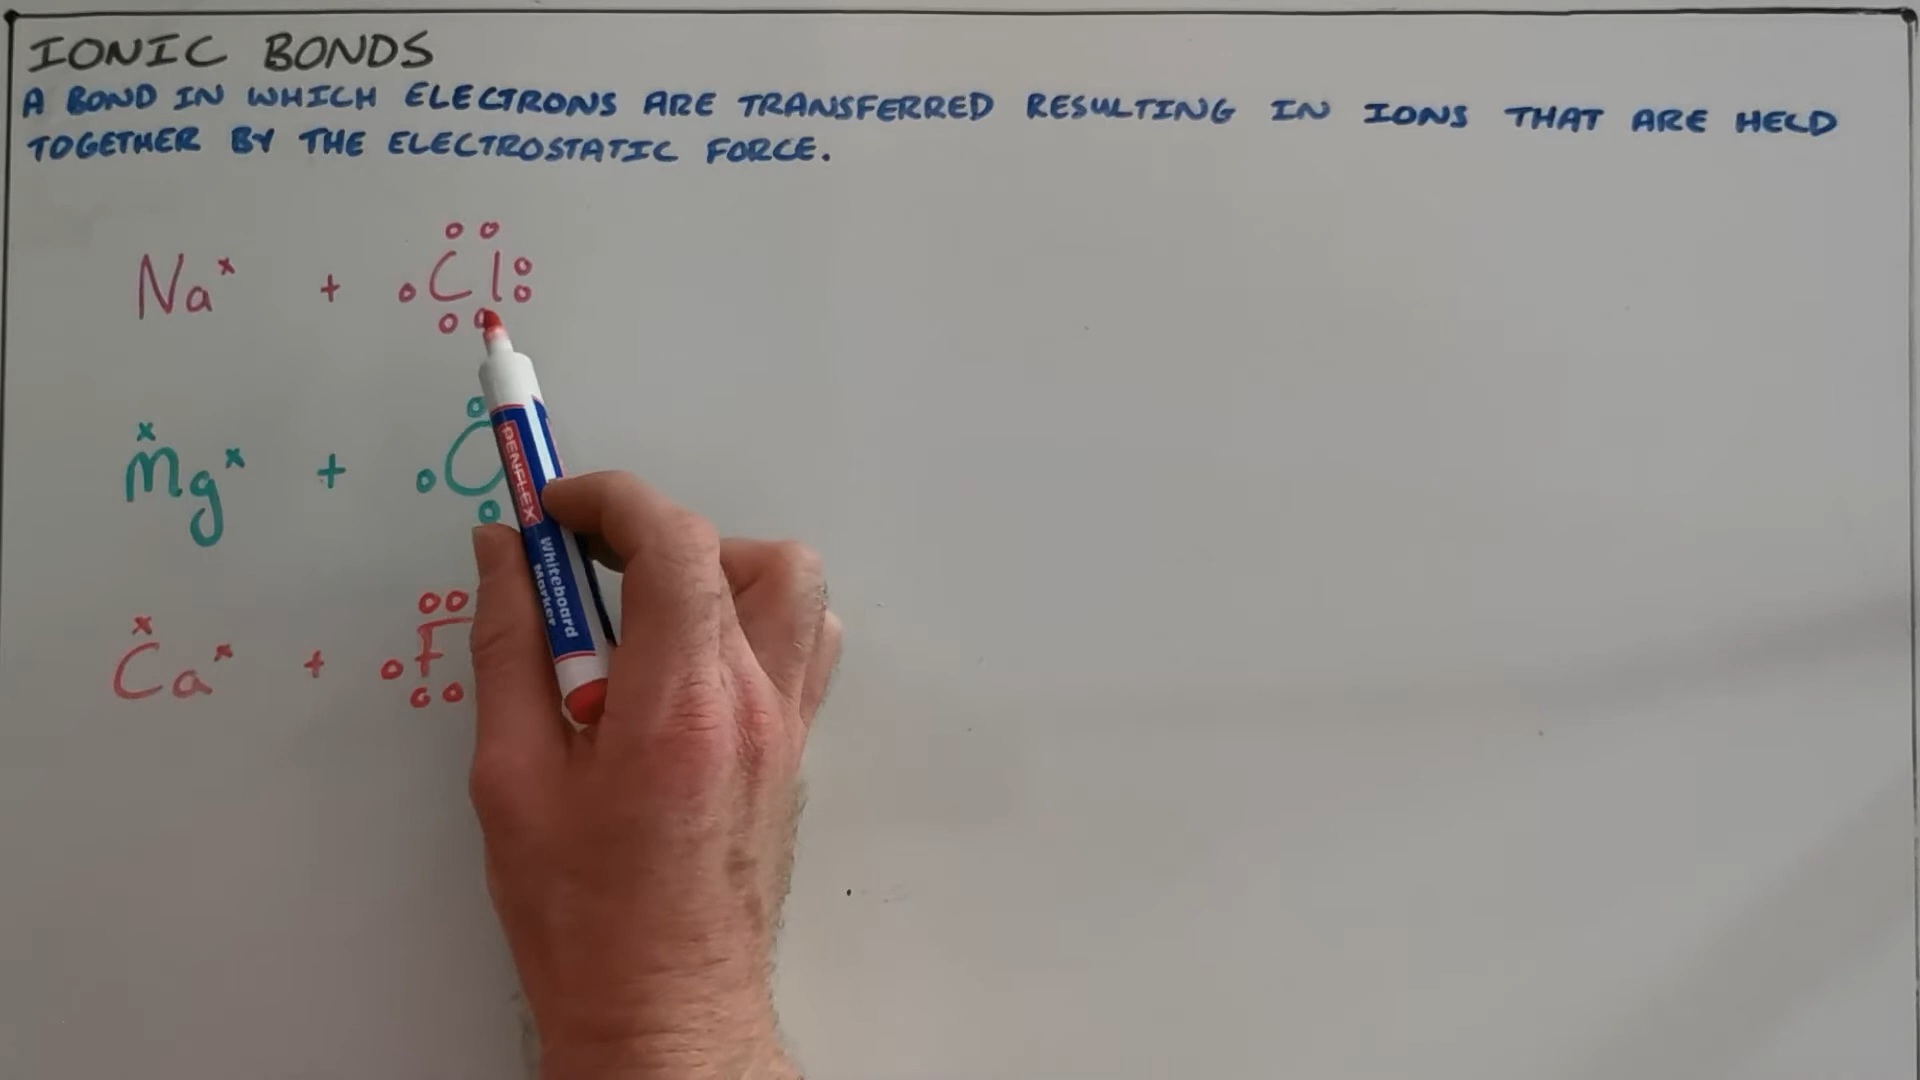 IONIC BONDS
A BOND IN WHICH ELECTRONS ARE TRANSFERRED RESULTING IN IONS THAT ARE HELD
TOGETHER BY THE ELECTROSTATIC FORCE.
Na + Cl
Mg + O
Ca + F
PENFLEX
Whiteboard
Marker